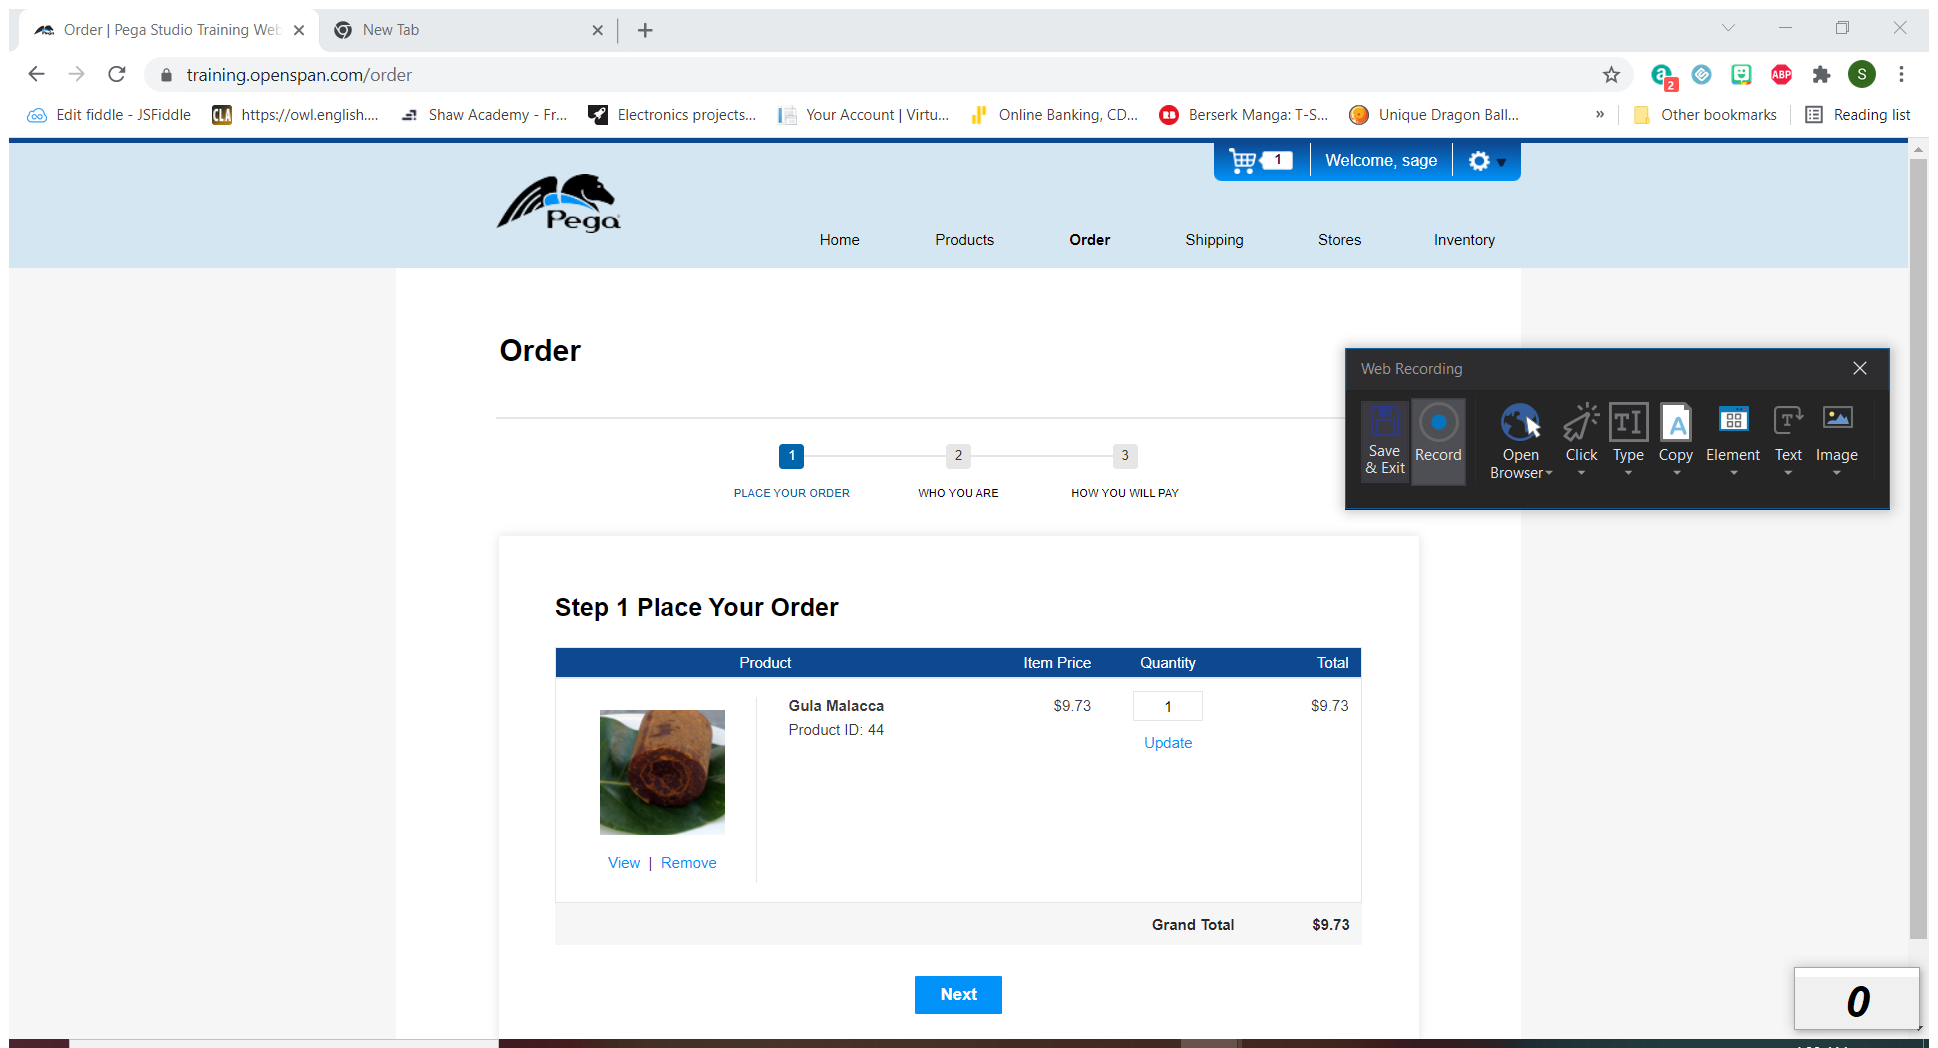 Order | Pega Studio Training Web
New Tab
training.openspan.com/order
2
ABP
S
Edit fiddle - JSFiddle
CLA
https://owl.english....
Shaw Academy - Fr...
Electronics projects...
Your Account | Virtu...
Online Banking, CD...
Berserk Manga: T-S...
Unique Dragon Ball...
»
Other bookmarks
Reading list
1
Welcome, sage
Pega
Home
Products
Order
Shipping
Stores
Inventory
Order
1
2
3
PLACE YOUR ORDER
WHO YOU ARE
HOW YOU WILL PAY
Web Recording
Save
& Exit
Record
Open
Browser
Click
Type
Copy
Element
Text
Image
Step 1 Place Your Order
Product
Item Price
Quantity
Total
Gula Malacca
$9.73
1
$9.73
Product ID: 44
Update
View | Remove
Grand Total
$9.73
Next
0